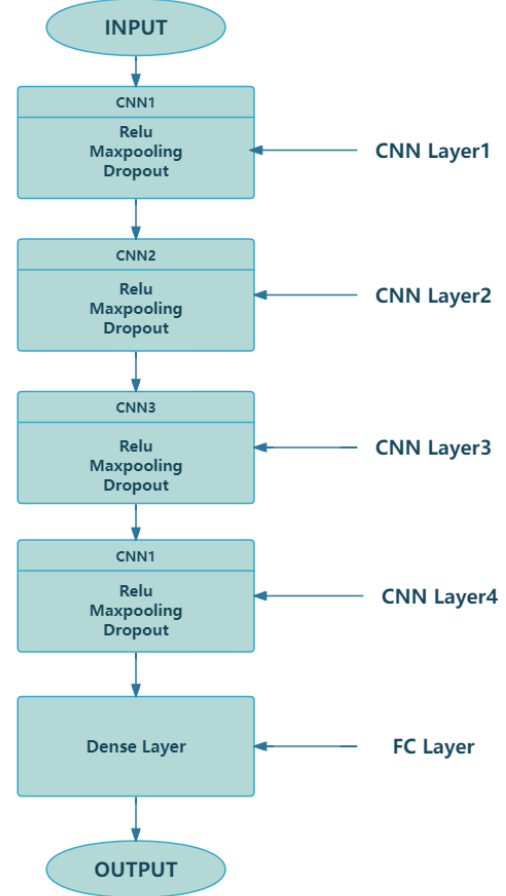 INPUT
CNN1
Relu
Maxpooling
Dropout
CNN Layer1
CNN2
Relu
Maxpooling
Dropout
CNN Layer2
CNN3
Relu
Maxpooling
Dropout
CNN Layer3
CNN1
Relu
Maxpooling
Dropout
CNN Layer4
Dense Layer
FC Layer
OUTPUT